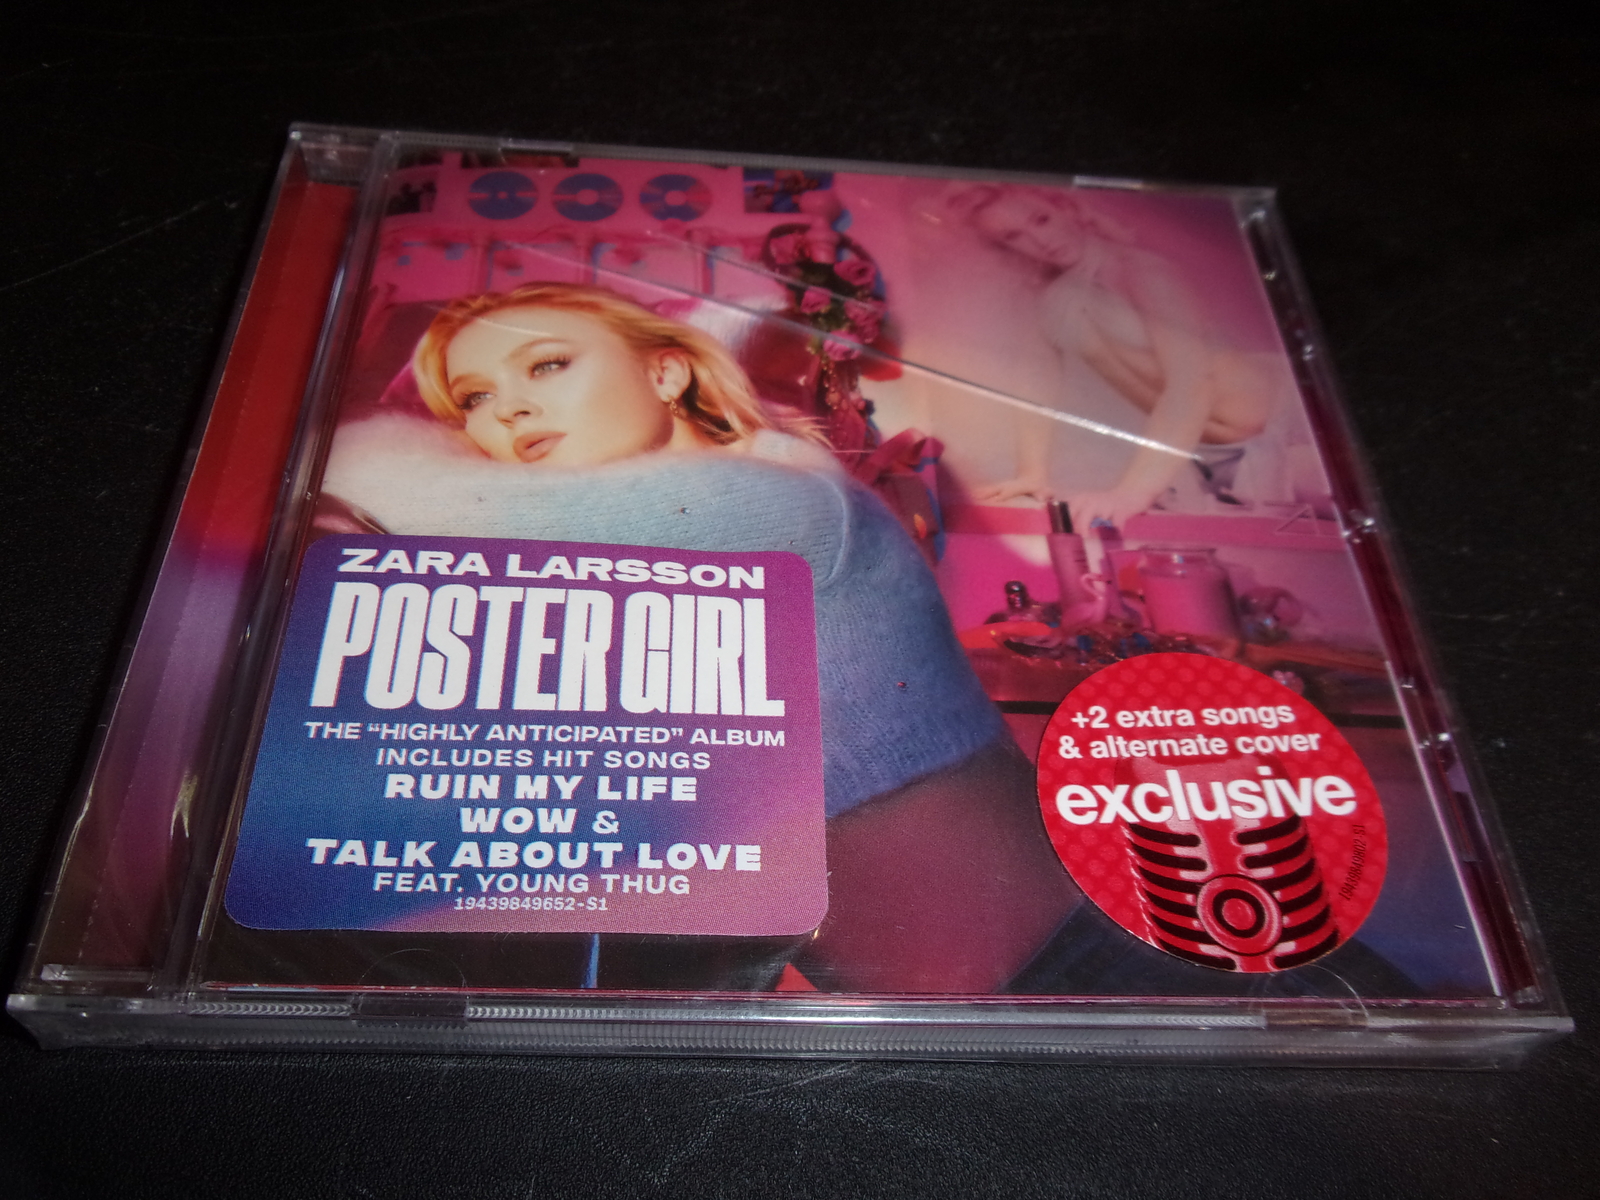 ZARA LARSSON
POSTER GIRL
THE “HIGHLY ANTICIPATED” ALBUM
INCLUDES HIT SONGS
RUIN MY LIFE
WOW &
TALK ABOUT LOVE
FEAT. YOUNG THUG
19439849652-S1
+2 extra songs
& alternate cover
exclusive